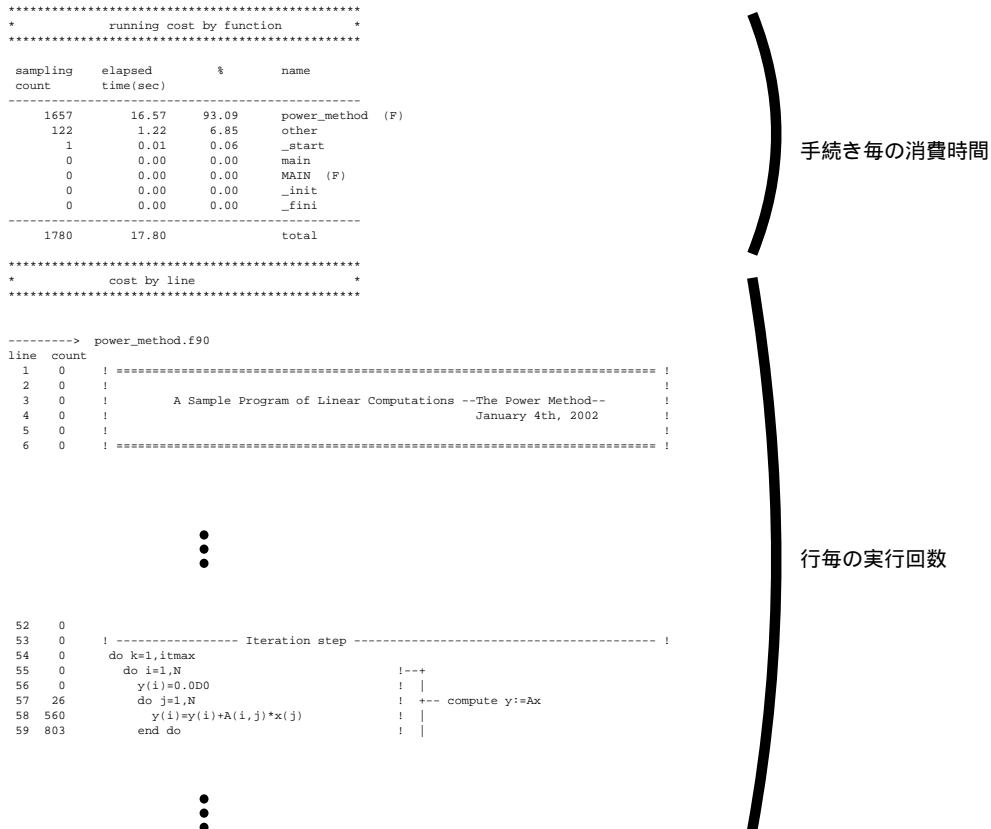 *************************************************
*             running cost by function          *
*************************************************
sampling    elapsed         %        name
count       time(sec)
-------------------------------------------------
1657        16.57     93.09      power_method  (F)
122         1.22      6.85      other
1         0.01      0.06      _start
0         0.00      0.00      main
0         0.00      0.00      MAIN  (F)
0         0.00      0.00      _init
0         0.00      0.00      _fini
-------------------------------------------------
1780        17.80                total
手続き毎の消費時間
*************************************************
*             cost by line                      *
*************************************************
---------> power_method.f90
line  count
1    0     ! =========================================================================== !
2    0     !                                                                             !
3    0     !         A Sample Program of Linear Computations --The Power Method--        !
4    0     !                                                   January 4th, 2002         !
5    0     !                                                                             !
6    0     ! =========================================================================== !
行毎の実行回数
52    0
53    0     ! ----------------- Iteration step ------------------------------------------ !
54    0      do k=1,itmax
55    0        do i=1,N                              !--+
56    0          y(i)=0.0D0                          !  |
57   26          do j=1,N                            !  +-- compute y:=Ax
58  560            y(i)=y(i)+A(i,j)*x(j)             !  |
59  803          end do                              !  |